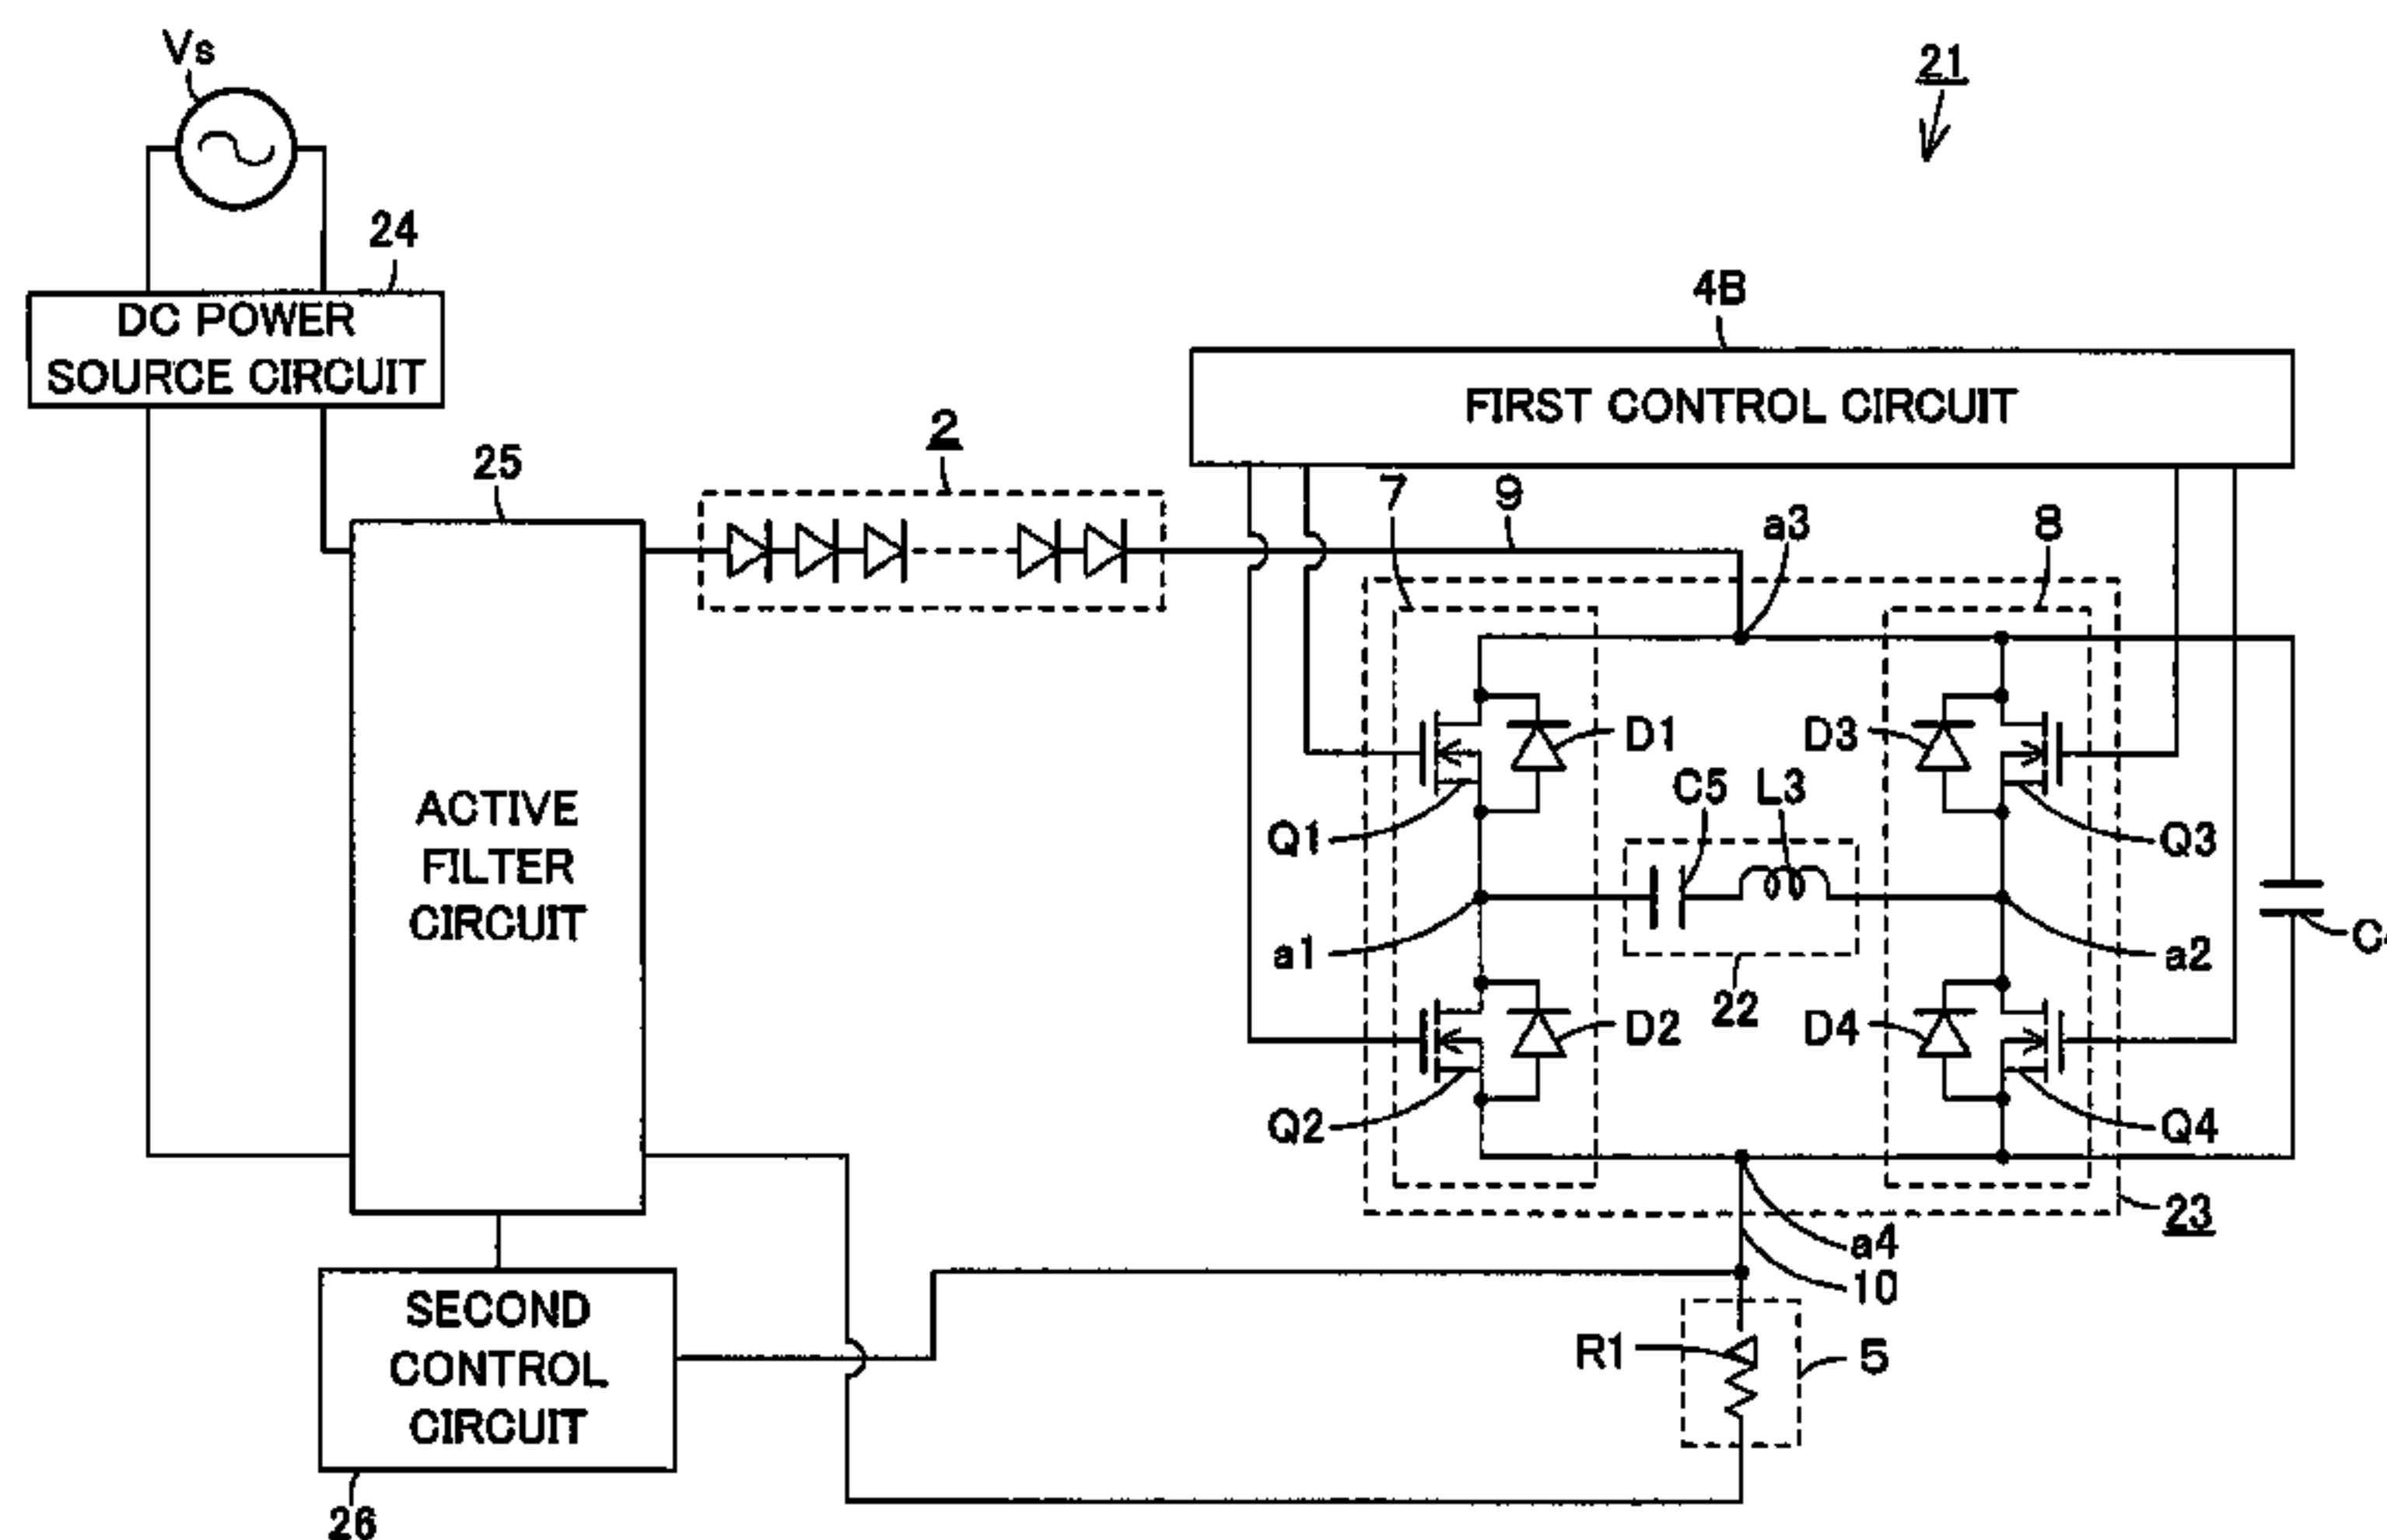 Vs
21
24
DC POWER
SOURCE CIRCUIT
4B
FIRST CONTROL CIRCUIT
2
25
7
9
a3
8
ACTIVE
FILTER
CIRCUIT
D1
D3
C5
L3
Q1
Q3
a1
a2
22
D2
D4
Q2
Q4
23
a4
10
SECOND
CONTROL
CIRCUIT
R1
5
26